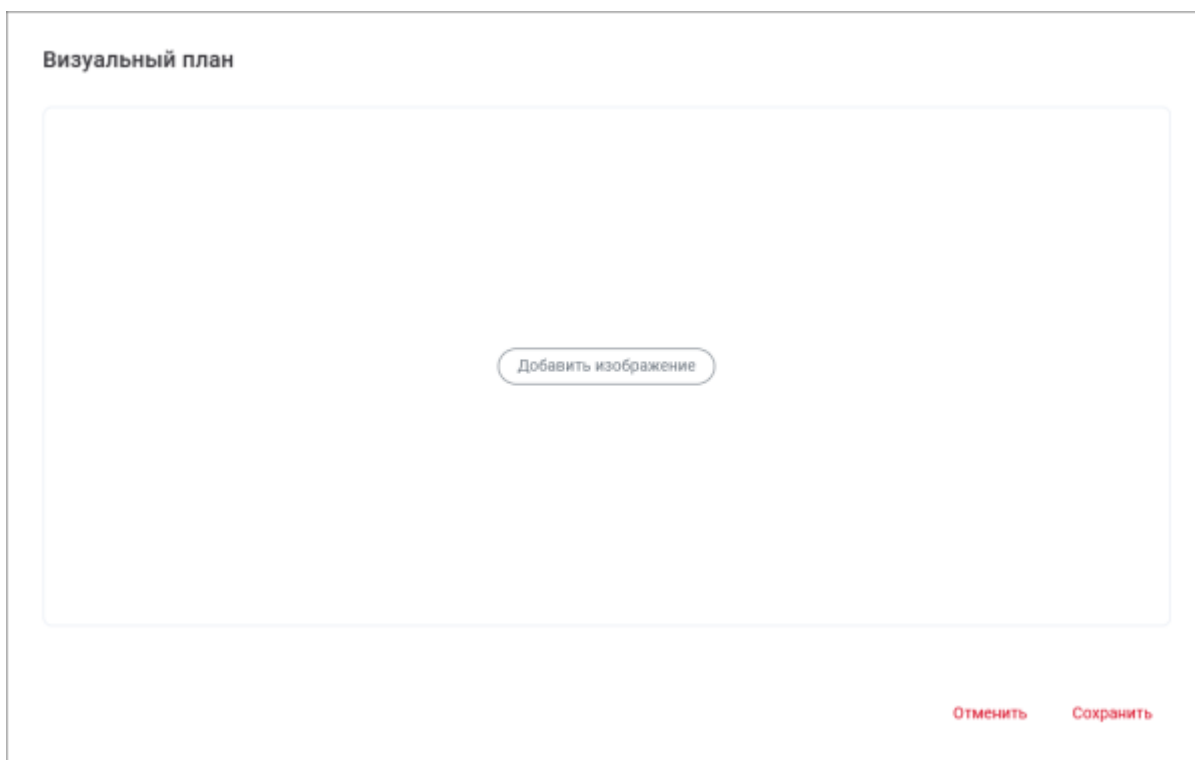 Визуальный план
Добавить изображение
Отменить Сохранить